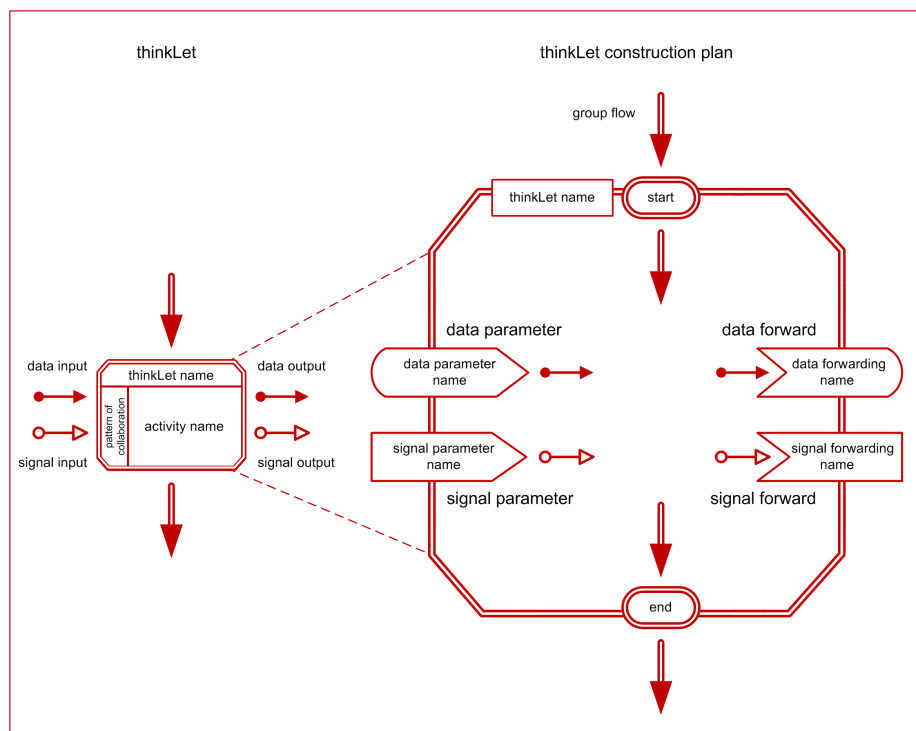 thinkLet
thinkLet construction plan
group flow
thinkLet name
start
data parameter
data forward
data input
thinkLet name
data output
data parameter
name
data forwarding
name
pattern of
collaboration
activity name
signal parameter
name
signal forwarding
name
signal input
signal output
signal parameter
signal forward
end